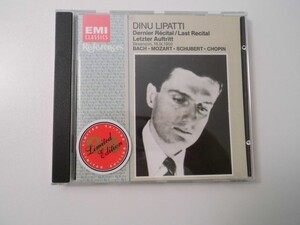 EMI
CLASSICS
References
DINU LIPATTI
Dernier Récital / Last Recital
Letzter Auftritt
BACH • MOZART • SCHUBERT • CHOPIN
Limited
Edition